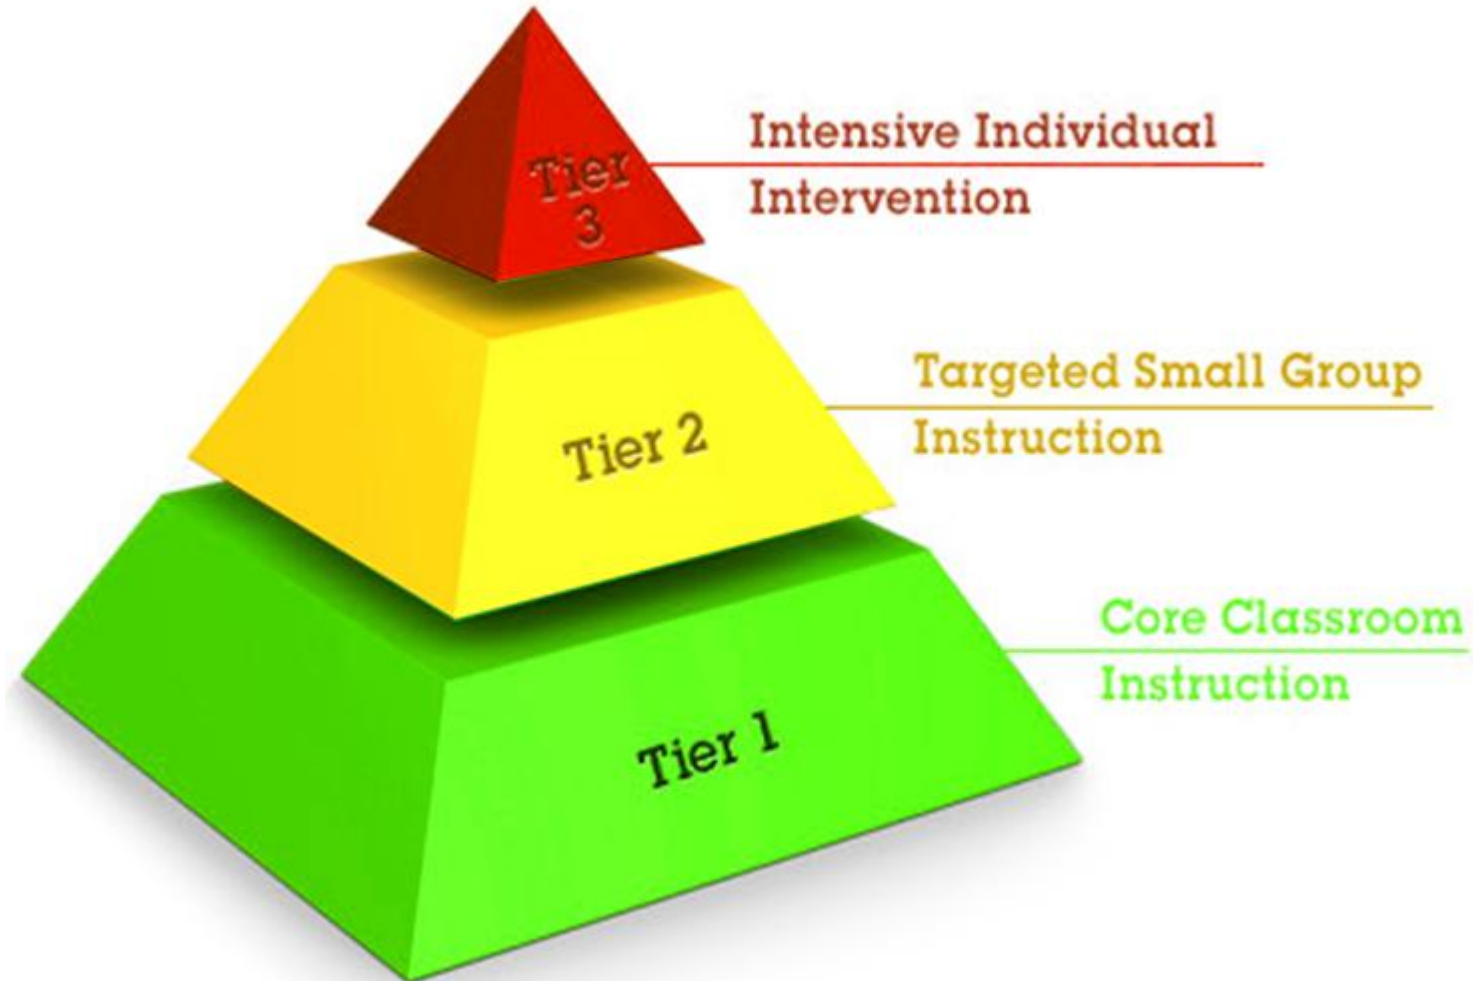 Tier
3
Intensive Individual
Intervention
Tier 2
Targeted Small Group
Instruction
Tier 1
Core Classroom
Instruction